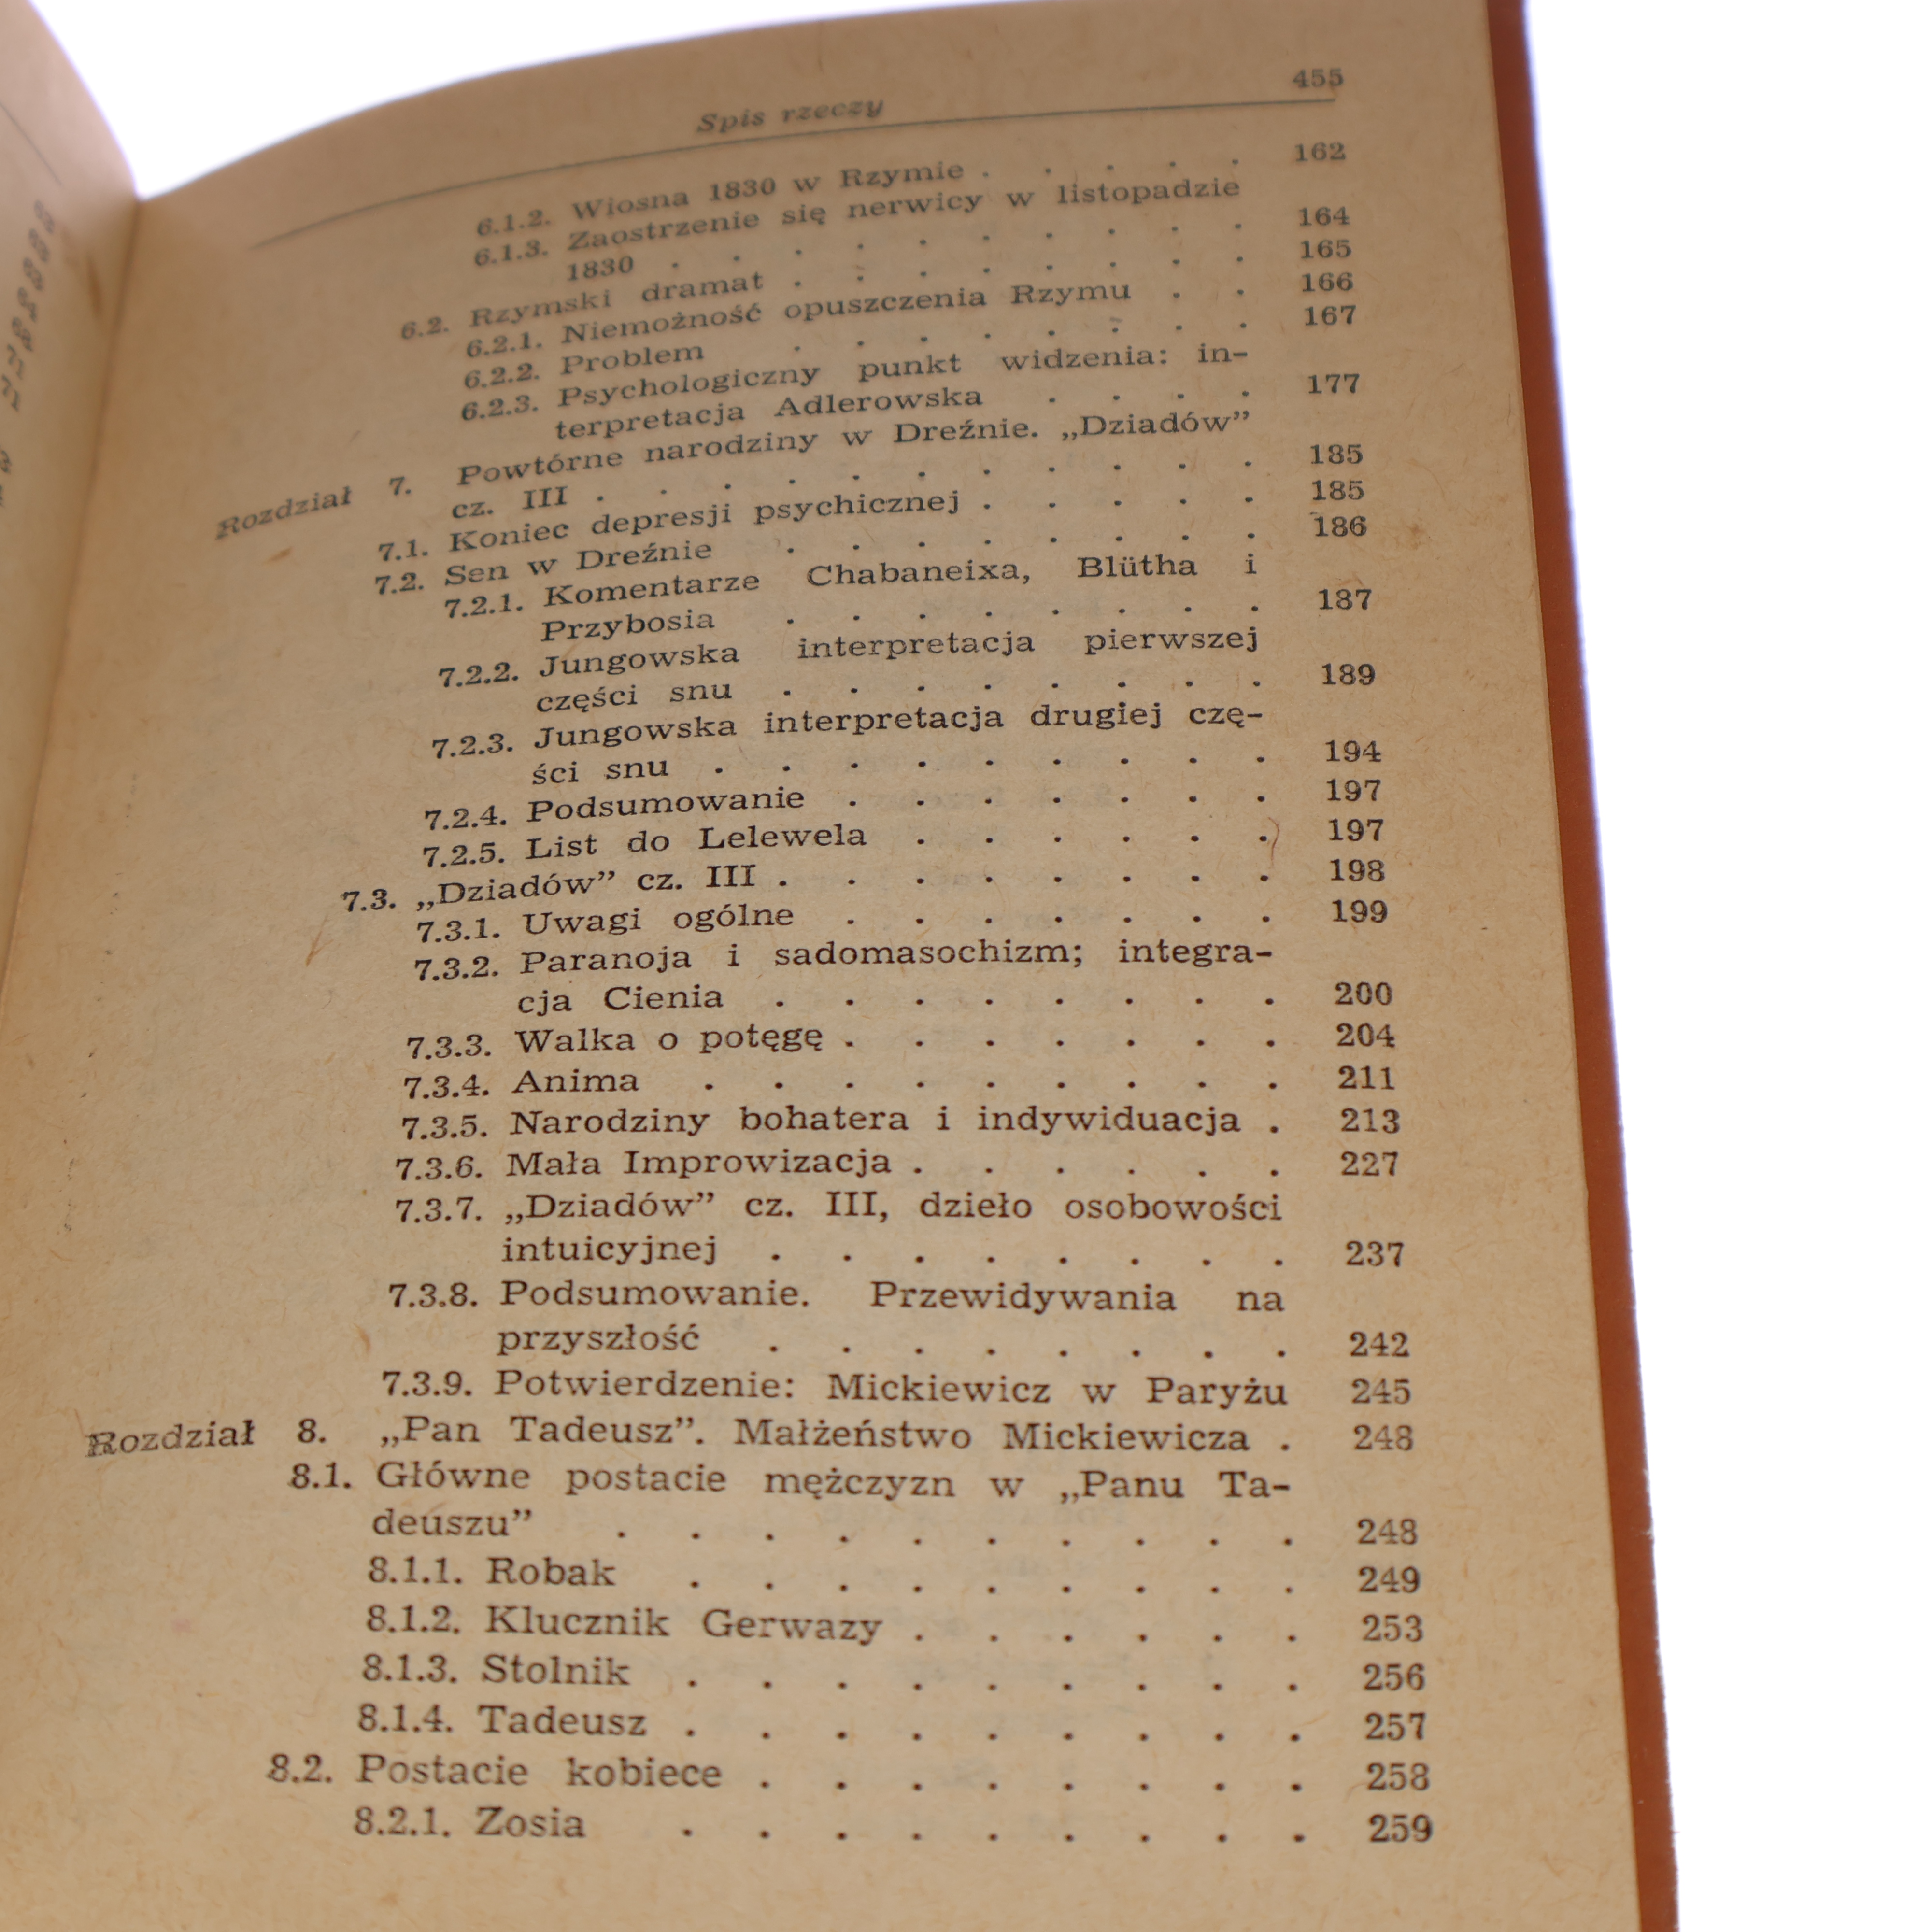 Spis rzeczy 455
6.1.2. Wiosna 1830 w Rzymie . . . . . 162
6.1.3. Zaostrzenie się nerwicy w listopadzie
1830 . . . . . . . . . . 164
6.2. Rzymski dramat . . . . . . . . 165
6.2.1. Niemożność opuszczenia Rzymu . . 166
6.2.2. Problem . . . . . . . . 167
6.2.3. Psychologiczny punkt widzenia: in-
terpretacja Adlerowska . . . . 177
Rozdział 7. Powtórne narodziny w Dreźnie. „Dziadów”
cz. III . . . . . . . . . . . 185
7.1. Koniec depresji psychicznej . . . . . 185
7.2. Sen w Dreźnie . . . . . . . . 186
7.2.1. Komentarze Chabaneixa, Blütha i
Przybosia . . . . . . . . 187
7.2.2. Jungowska interpretacja pierwszej
części snu . . . . . . . . 189
7.2.3. Jungowska interpretacja drugiej czę-
ści snu . . . . . . . . . 194
7.2.4. Podsumowanie . . . . . . . 197
7.2.5. List do Lelewela . . . . . . 197
7.3. „Dziadów” cz. III . . . . . . . . 198
7.3.1. Uwagi ogólne . . . . . . . 199
7.3.2. Paranoja i sadomasochizm; integra-
cja Cienia . . . . . . . . 200
7.3.3. Walka o potęgę . . . . . . . 204
7.3.4. Anima . . . . . . . . . 211
7.3.5. Narodziny bohatera i indywiduacja . 213
7.3.6. Mała Improwizacja . . . . . . 227
7.3.7. „Dziadów” cz. III, dzieło osobowości
intuicyjnej . . . . . . . . 237
7.3.8. Podsumowanie. Przewidywania na
przyszłość . . . . . . . . 242
7.3.9. Potwierdzenie: Mickiewicz w Paryżu 245
Rozdział 8. „Pan Tadeusz”. Małżeństwo Mickiewicza . 248
8.1. Główne postacie mężczyzn w „Panu Ta-
deuszu” . . . . . . . . . . 248
8.1.1. Robak . . . . . . . . . 249
8.1.2. Klucznik Gerwazy . . . . . . 253
8.1.3. Stolnik . . . . . . . . . 256
8.1.4. Tadeusz . . . . . . . . . 257
8.2. Postacie kobiece . . . . . . . . 258
8.2.1. Zosia . . . . . . . . . 259